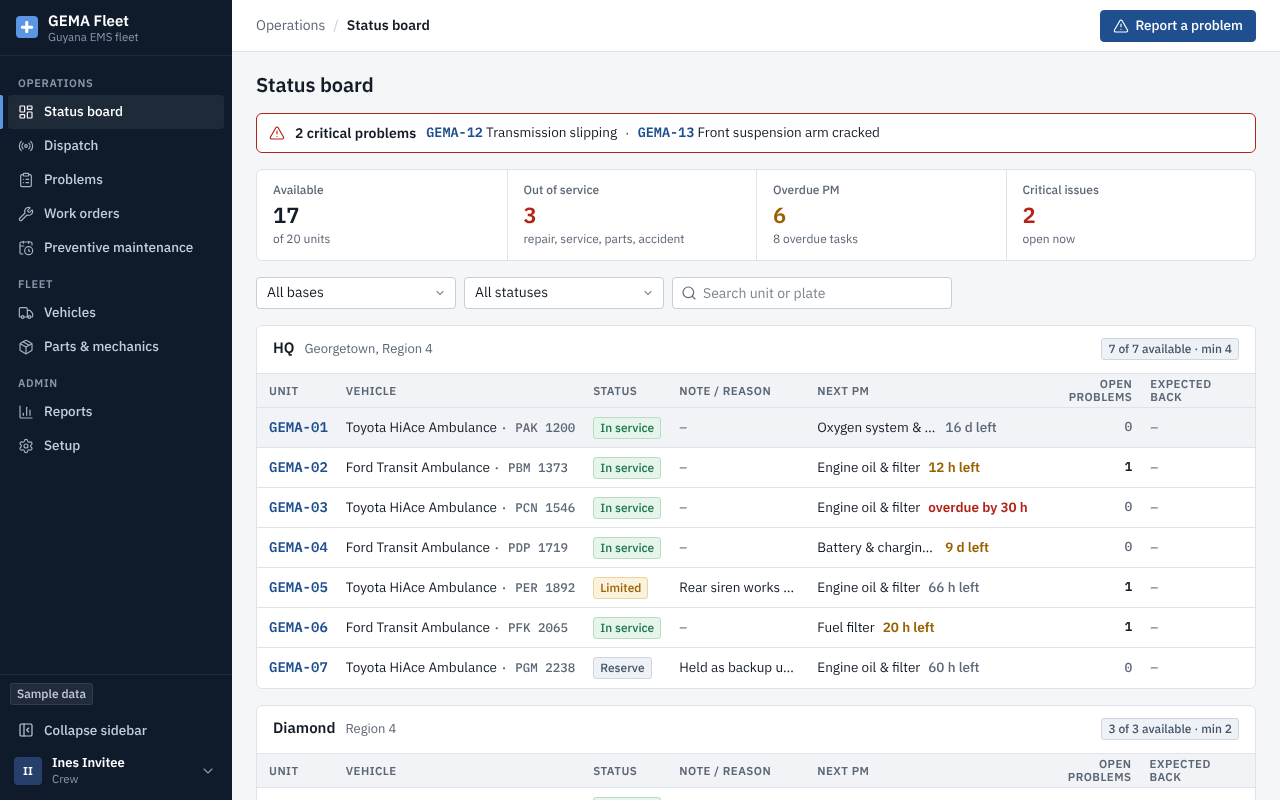 GEMA Fleet
Guyana EMS fleet
OPERATIONS
Status board
Dispatch
Problems
Work orders
Preventive maintenance
FLEET
Vehicles
Parts & mechanics
ADMIN
Reports
Setup
Sample data
Collapse sidebar
II
Ines Invitee
Crew
Operations / Status board
Report a problem
Status board
2 critical problems GEMA-12 Transmission slipping · GEMA-13 Front suspension arm cracked
Available
17
of 20 units
Out of service
3
repair, service, parts, accident
Overdue PM
6
8 overdue tasks
Critical issues
2
open now
All bases
All statuses
Search unit or plate
HQ Georgetown, Region 4 7 of 7 available · min 4
UNIT VEHICLE STATUS NOTE / REASON NEXT PM OPEN PROBLEMS EXPECTED BACK
GEMA-01 Toyota HiAce Ambulance · PAK 1200 In service – Oxygen system & … 16 d left 0 –
GEMA-02 Ford Transit Ambulance · PBM 1373 In service – Engine oil & filter 12 h left 1 –
GEMA-03 Toyota HiAce Ambulance · PCN 1546 In service – Engine oil & filter overdue by 30 h 0 –
GEMA-04 Ford Transit Ambulance · PDP 1719 In service – Battery & chargin… 9 d left 0 –
GEMA-05 Toyota HiAce Ambulance · PER 1892 Limited Rear siren works … Engine oil & filter 66 h left 1 –
GEMA-06 Ford Transit Ambulance · PFK 2065 In service – Fuel filter 20 h left 1 –
GEMA-07 Toyota HiAce Ambulance · PGM 2238 Reserve Held as backup u… Engine oil & filter 60 h left 0 –
Diamond Region 4 3 of 3 available · min 2
UNIT VEHICLE STATUS NOTE / REASON NEXT PM OPEN PROBLEMS EXPECTED BACK